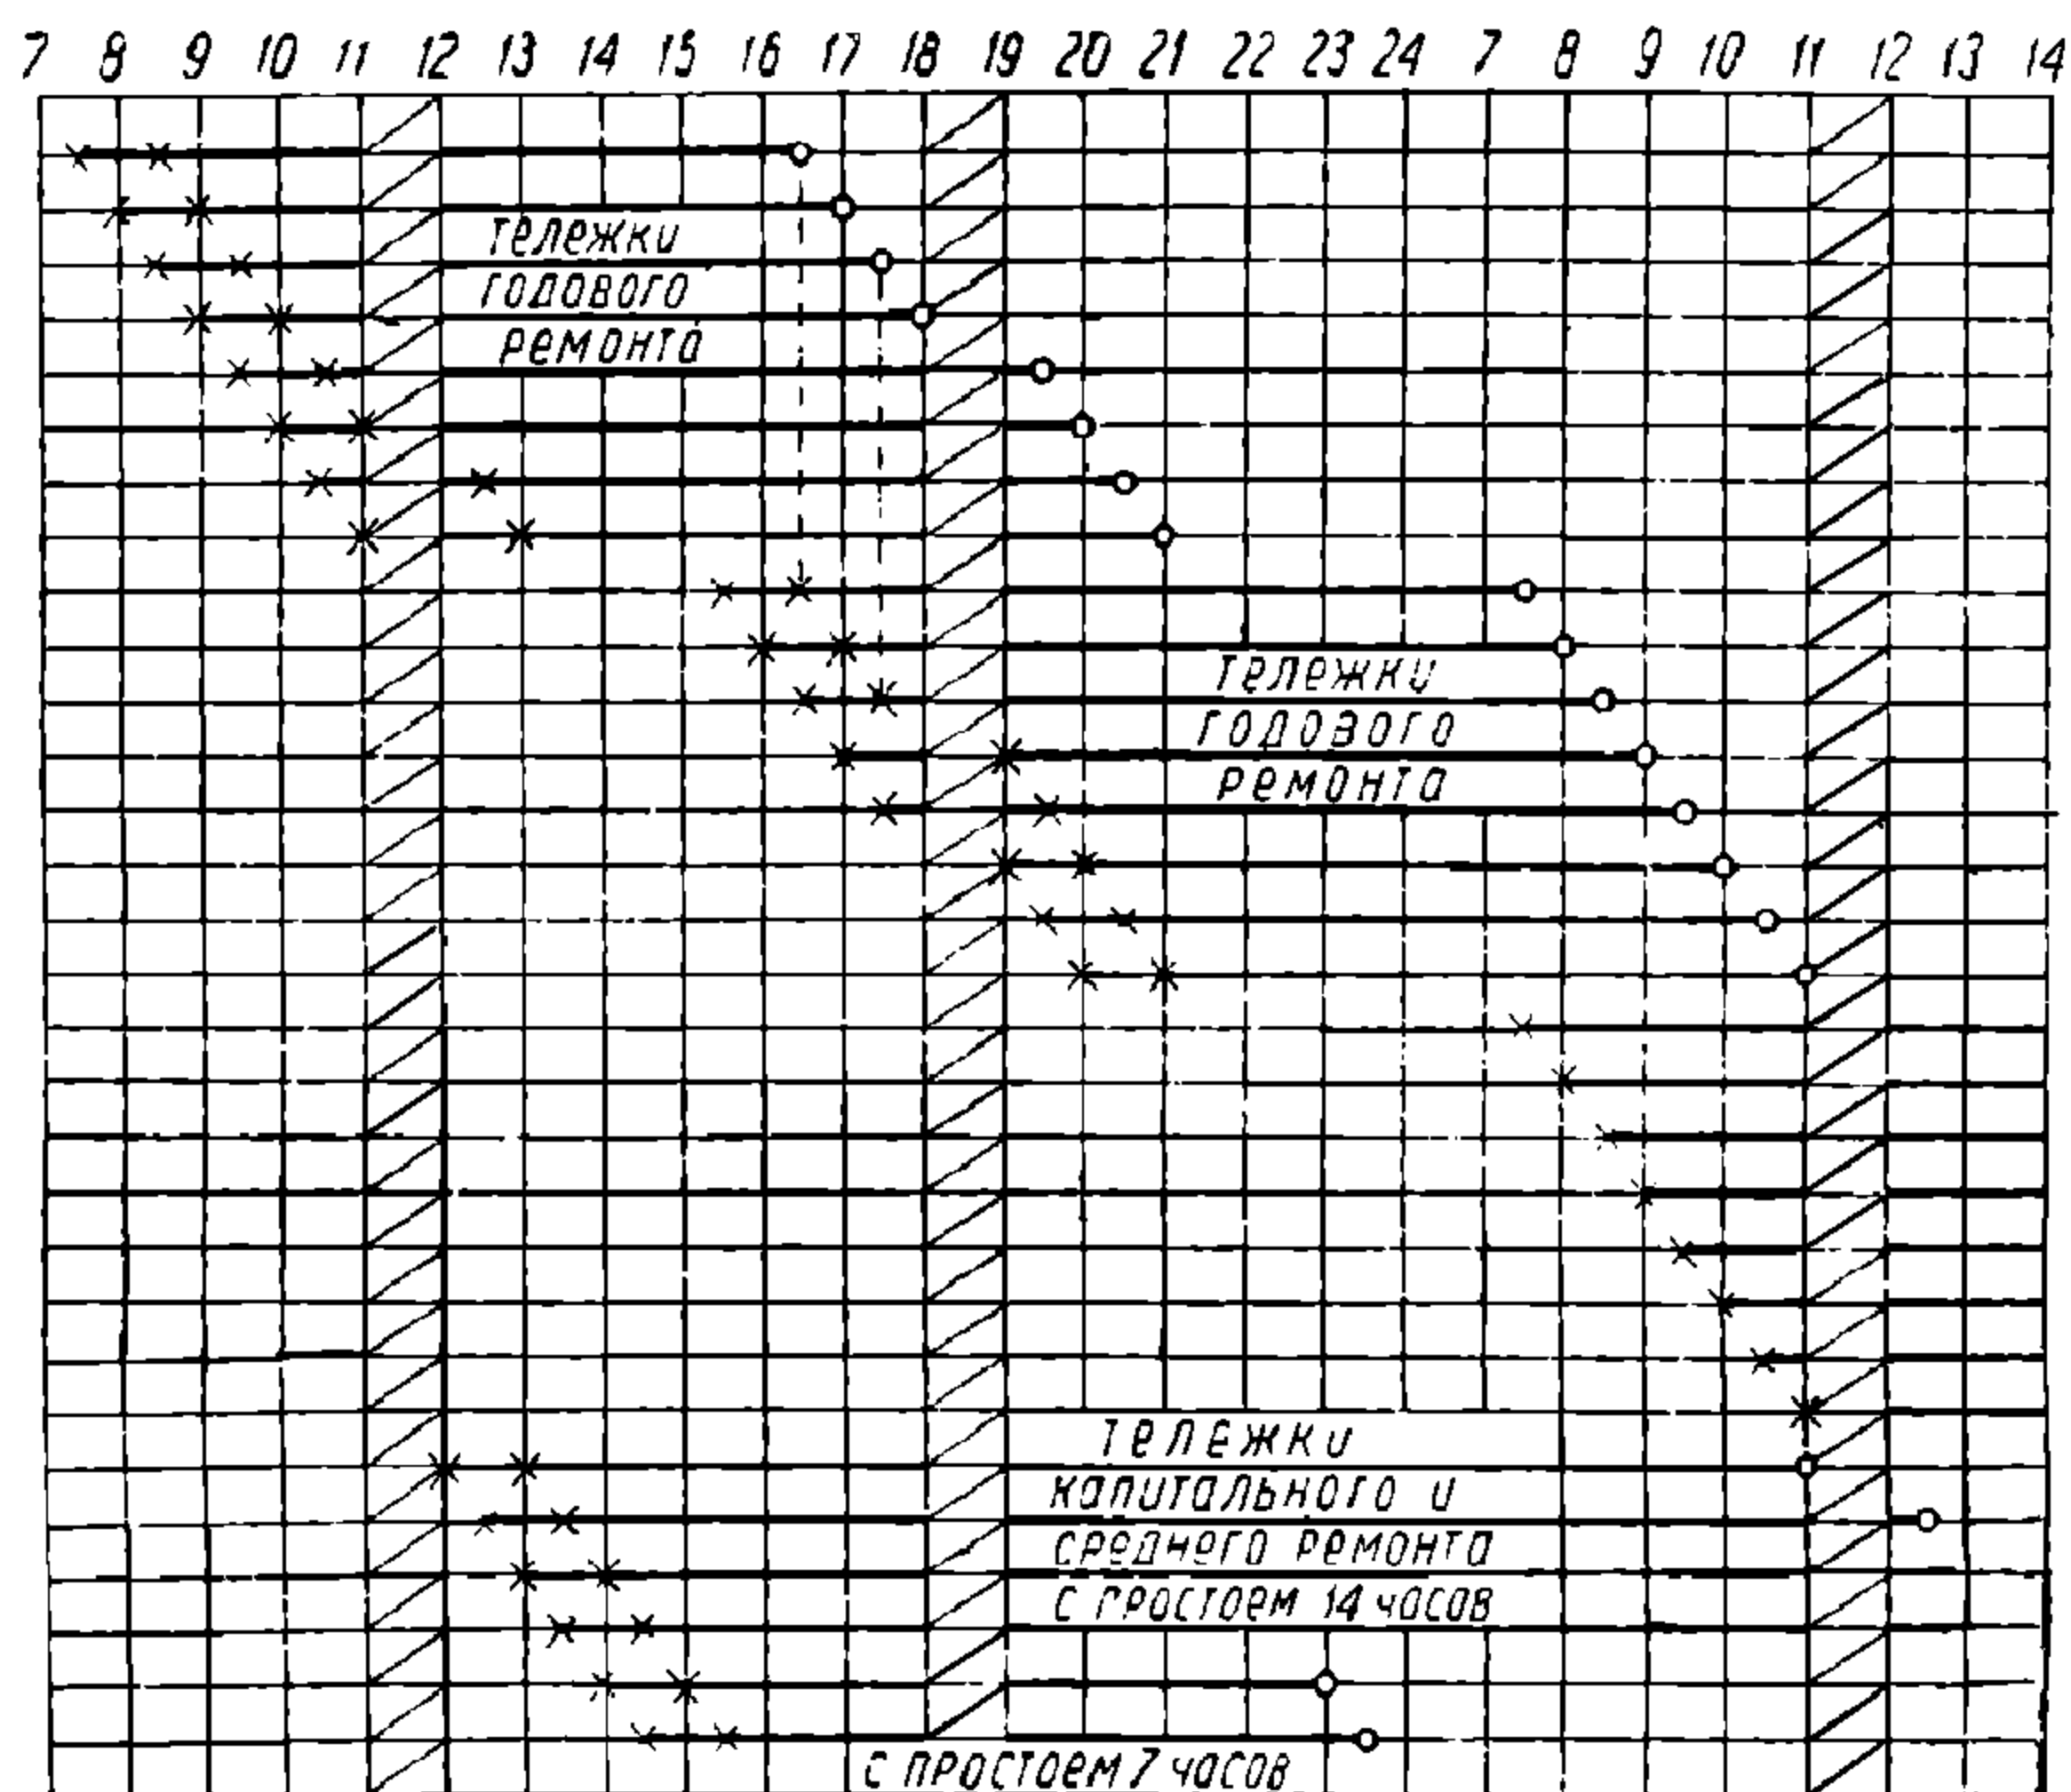 7 8 9 10 11 12 13 14 15 16 17 18 19 20 21 22 23 24 7 8 9 10 11 12 13 14
тележки
годового
ремонта
тележки
годового
ремонта
тележки
капитального и
среднего ремонта
с простоем 14 часов
с простоем 7 часов